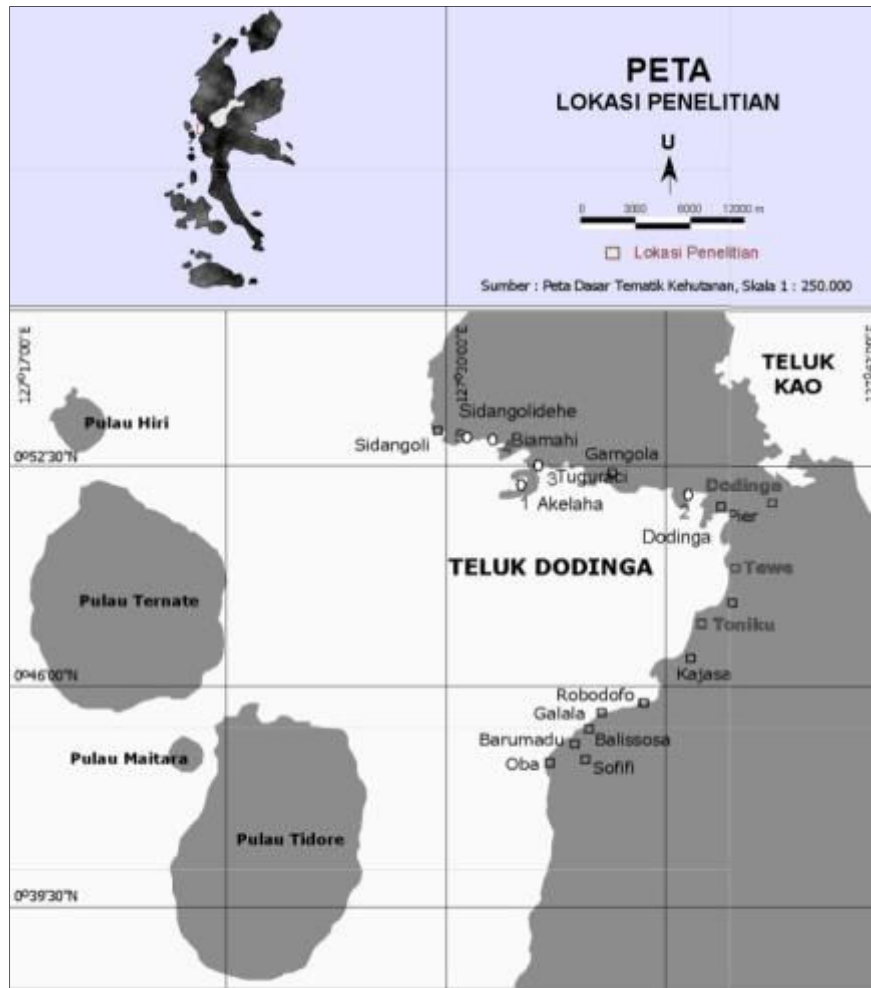 PETA
LOKASI PENELITIAN
U
0 3000 6000 12000 m
Lokasi Penelitian
Sumber : Peta Dasar Tematik Kehutanan, Skala 1 : 250.000
127°17'00"E
127°30'00"E
TELUK
KAO
Pulau Hiri
Sidangolidehe
Sidangoli
Biamahi
0°52'30"N
Gamgola
3
Tuguraci
1
Akelaha
Dodinga
2
Pier
Dodinga
TELUK DODINGA
Tewe
Pulau Ternate
Toniku
Kajasa
0°46'00"N
Robodofo
Galala
Barumadu
Balissosa
Pulau Maitara
Oba
Sofifi
Pulau Tidore
0°39'30"N